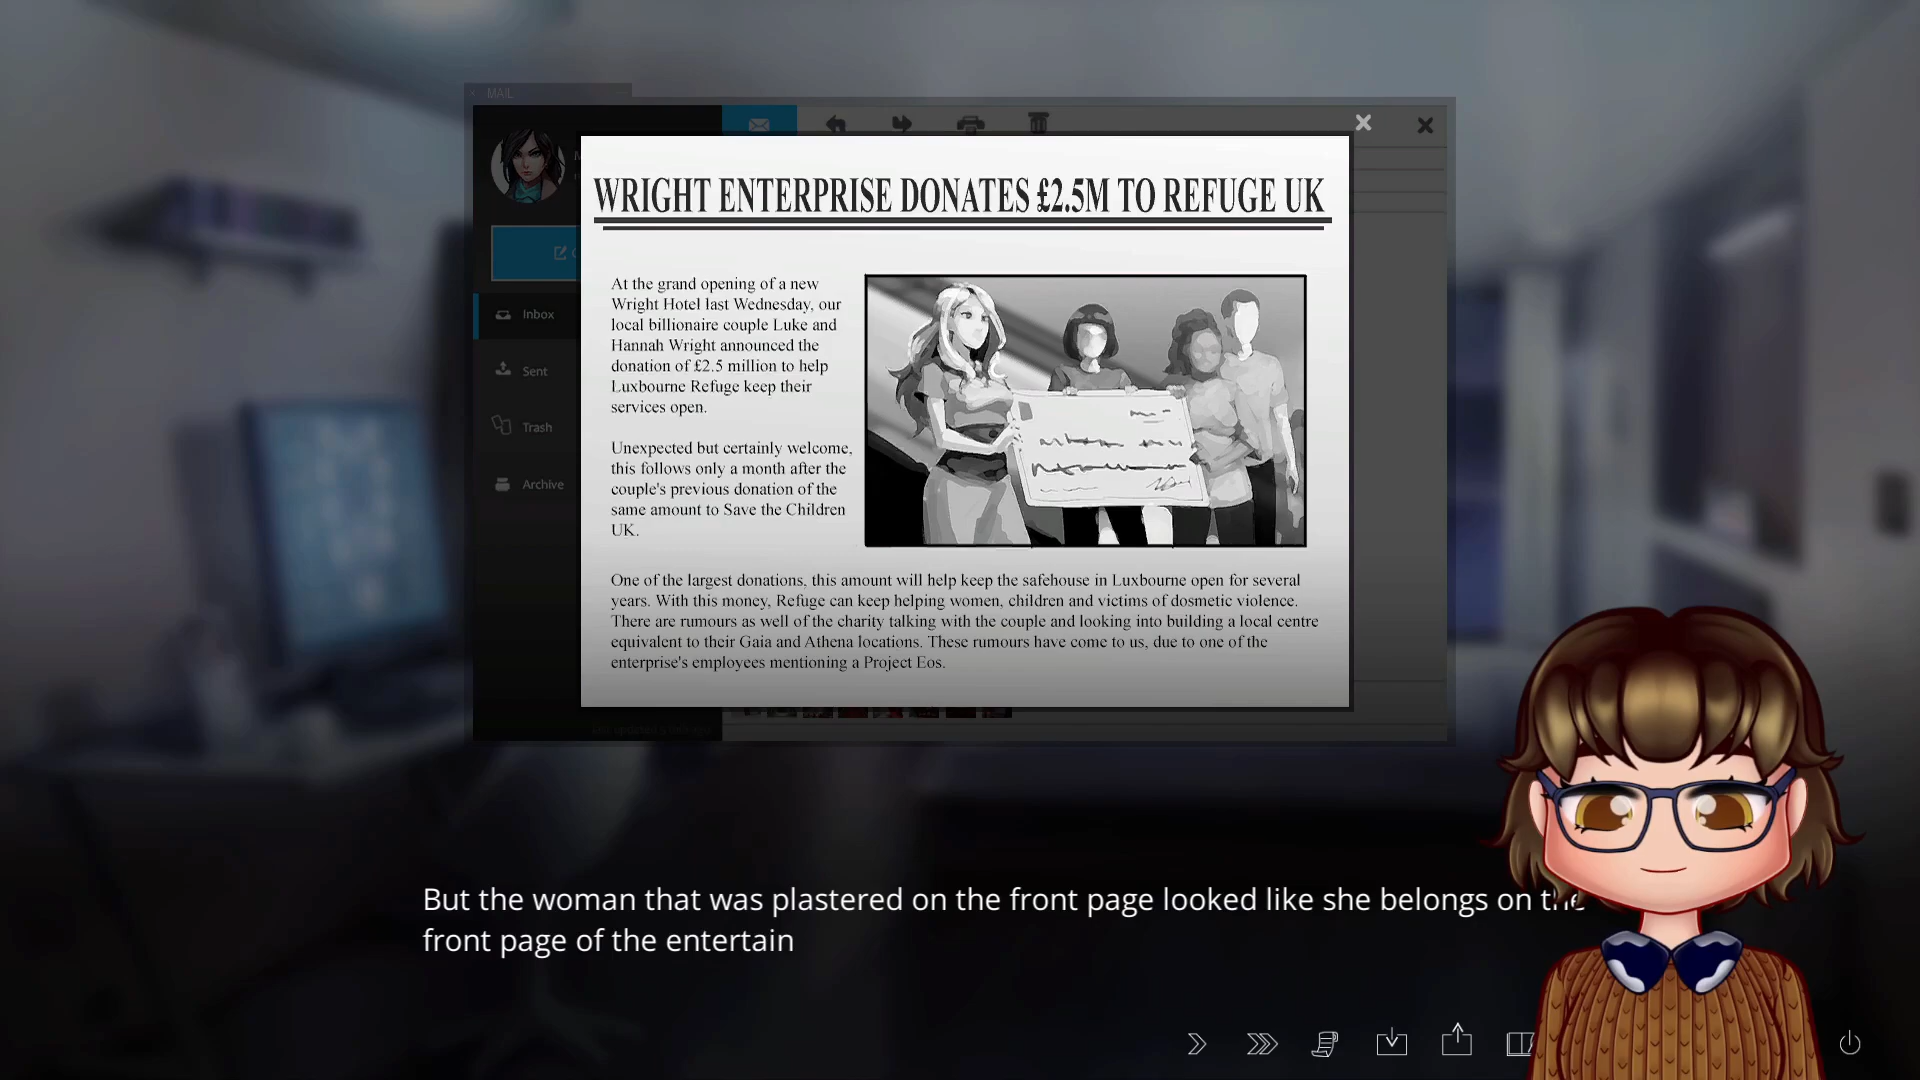 MAIL
WRIGHT ENTERPRISE DONATES £2.5M TO REFUGE UK
At the grand opening of a new
Wright Hotel last Wednesday, our
local billionaire couple Luke and
Hannah Wright announced the
donation of £2.5 million to help
Luxbourne Refuge keep their
services open.
Unexpected but certainly welcome,
this follows only a month after the
couple's previous donation of the
same amount to Save the Children
UK.
One of the largest donations, this amount will help keep the safehouse in Luxbourne open for several
years. With this money, Refuge can keep helping women, children and victims of dosmetic violence.
There are rumours as well of the charity talking with the couple and looking into building a local centre
equivalent to their Gaia and Athena locations. These rumours have come to us, due to one of the
enterprise's employees mentioning a Project Eos.
Inbox
Sent
Trash
Archive
But the woman that was plastered on the front page looked like she belongs on the
front page of the entertain